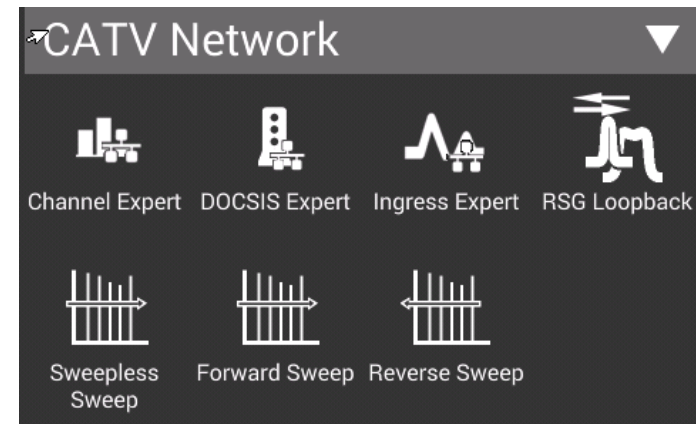 CATV Network
Channel Expert DOCSIS Expert Ingress Expert RSG Loopback
Sweepless Forward Sweep Reverse Sweep
Sweep